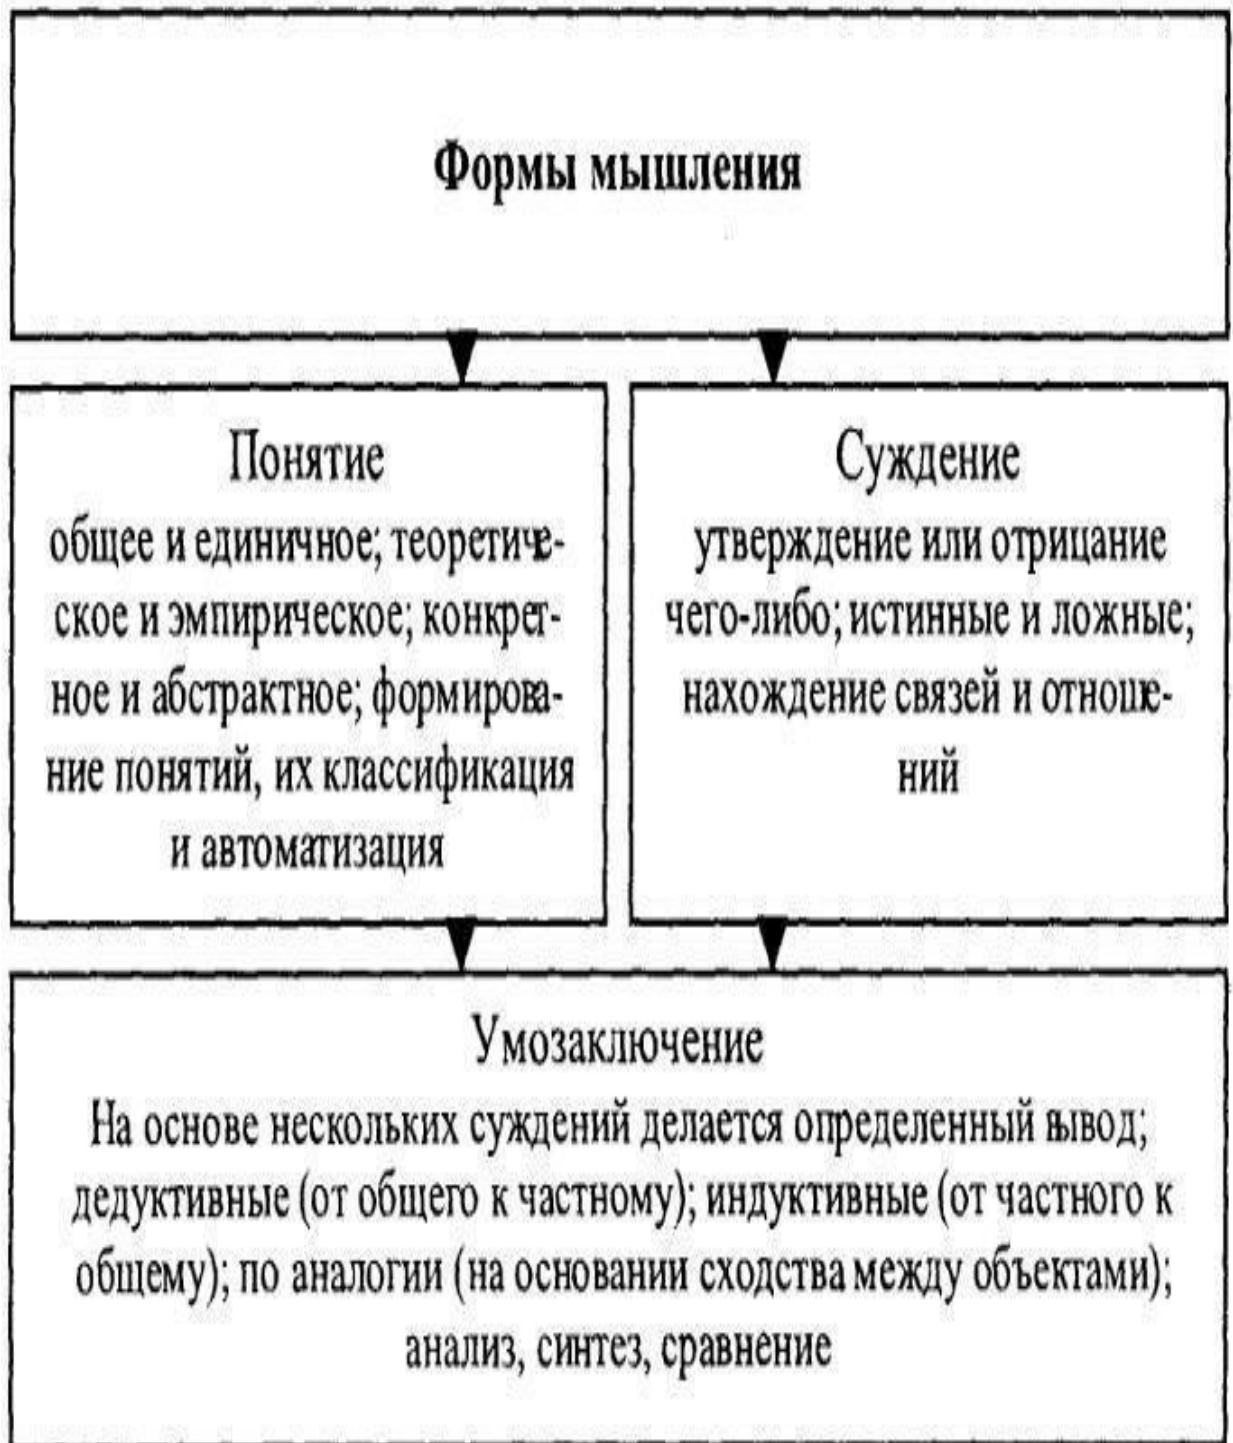 Формы мышления
Понятие
общее и единичное; теоретиче-
ское и эмпирическое; конкрет-
ное и абстрактное; формирова-
ние понятий, их классификация
и автоматизация
Суждение
утверждение или отрицание
чего-либо; истинные и ложные;
нахождение связей и отноше-
ний
Умозаключение
На основе нескольких суждений делается определенный вывод;
дедуктивные (от общего к частному); индуктивные (от частного к
общему); по аналогии (на основании сходства между объектами);
анализ, синтез, сравнение